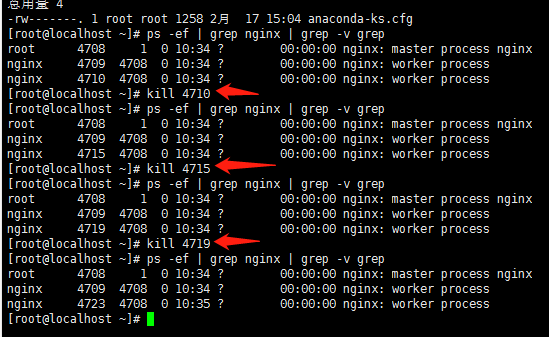 总用量 4
-rw-------. 1 root root 1258 2月  17 15:04 anaconda-ks.cfg
[root@localhost ~]# ps -ef | grep nginx | grep -v grep
root       4708     1  0 10:34 ?        00:00:00 nginx: master process nginx
nginx      4709  4708  0 10:34 ?        00:00:00 nginx: worker process
nginx      4710  4708  0 10:34 ?        00:00:00 nginx: worker process
[root@localhost ~]# kill 4710
[root@localhost ~]# ps -ef | grep nginx | grep -v grep
root       4708     1  0 10:34 ?        00:00:00 nginx: master process nginx
nginx      4709  4708  0 10:34 ?        00:00:00 nginx: worker process
nginx      4715  4708  0 10:34 ?        00:00:00 nginx: worker process
[root@localhost ~]# kill 4715
[root@localhost ~]# ps -ef | grep nginx | grep -v grep
root       4708     1  0 10:34 ?        00:00:00 nginx: master process nginx
nginx      4709  4708  0 10:34 ?        00:00:00 nginx: worker process
nginx      4719  4708  0 10:34 ?        00:00:00 nginx: worker process
[root@localhost ~]# kill 4719
[root@localhost ~]# ps -ef | grep nginx | grep -v grep
root       4708     1  0 10:34 ?        00:00:00 nginx: master process nginx
nginx      4709  4708  0 10:34 ?        00:00:00 nginx: worker process
nginx      4723  4708  0 10:35 ?        00:00:00 nginx: worker process
[root@localhost ~]#